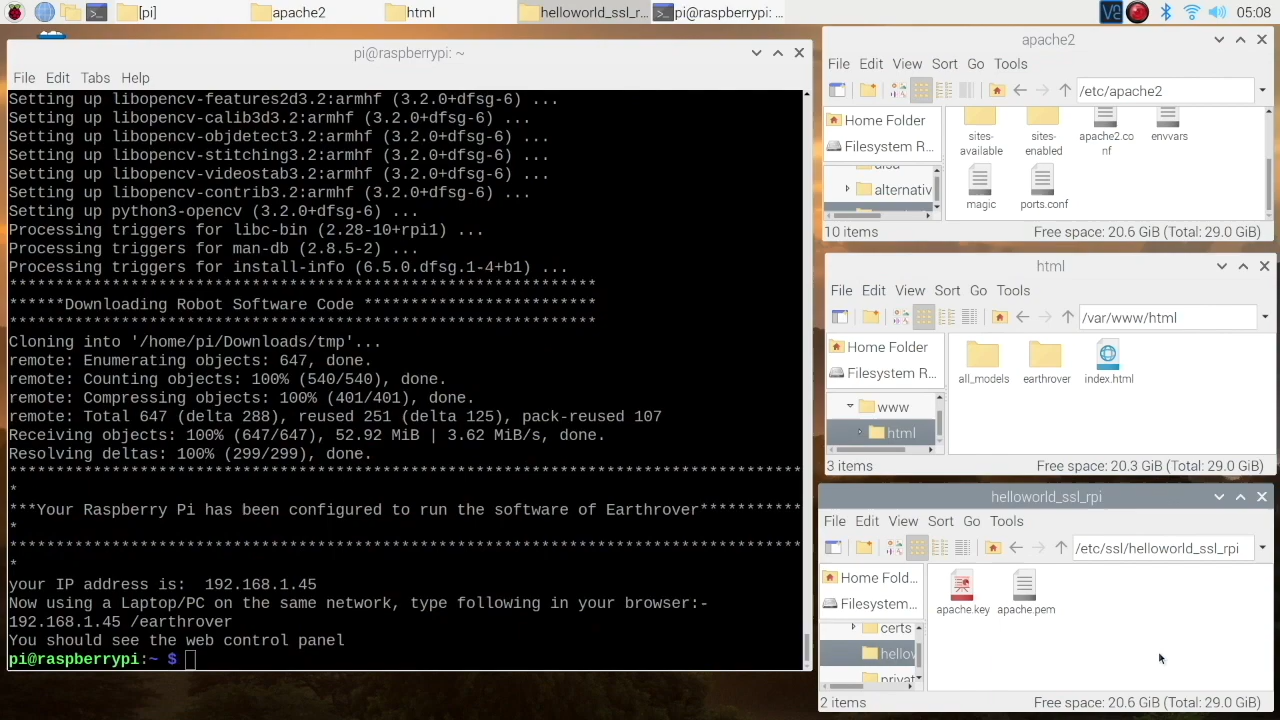 [pi]
apache2
html
helloworld_ssl_r...
pi@raspberrypi: ...
05:08
pi@raspberrypi: ~
File Edit Tabs Help
Setting up libopencv-features2d3.2:armhf (3.2.0+dfsg-6) ...
Setting up libopencv-calib3d3.2:armhf (3.2.0+dfsg-6) ...
Setting up libopencv-objdetect3.2:armhf (3.2.0+dfsg-6) ...
Setting up libopencv-stitching3.2:armhf (3.2.0+dfsg-6) ...
Setting up libopencv-videostab3.2:armhf (3.2.0+dfsg-6) ...
Setting up libopencv-contrib3.2:armhf (3.2.0+dfsg-6) ...
Setting up python3-opencv (3.2.0+dfsg-6) ...
Processing triggers for libc-bin (2.28-10+rpi1) ...
Processing triggers for man-db (2.8.5-2) ...
Processing triggers for install-info (6.5.0.dfsg.1-4+b1) ...
***************************************************************
******Downloading Robot Software Code *************************
***************************************************************
Cloning into '/home/pi/Downloads/tmp'...
remote: Enumerating objects: 647, done.
remote: Counting objects: 100% (540/540), done.
remote: Compressing objects: 100% (401/401), done.
remote: Total 647 (delta 288), reused 251 (delta 125), pack-reused 107
Receiving objects: 100% (647/647), 52.92 MiB | 3.62 MiB/s, done.
Resolving deltas: 100% (299/299), done.
*************************************************************************************
*
***Your Raspberry Pi has been configured to run the software of Earthrover***********
*
*************************************************************************************
*
your IP address is:  192.168.1.45
Now using a Laptop/PC on the same network, type following in your browser:-
192.168.1.45 /earthrover
You should see the web control panel
pi@raspberrypi:~ $
apache2
File Edit View Sort Go Tools
/etc/apache2
Home Folder
Filesystem R...
alternativ
sites-available
sites-enabled
apache2.conf
envvars
magic
ports.conf
10 items
Free space: 20.6 GiB (Total: 29.0 GiB)
html
File Edit View Sort Go Tools
/var/www/html
Home Folder
Filesystem R...
www
html
all_models
earthrover
index.html
3 items
Free space: 20.3 GiB (Total: 29.0 GiB)
helloworld_ssl_rpi
File Edit View Sort Go Tools
/etc/ssl/helloworld_ssl_rpi
Home Fold...
Filesystem...
certs
hellov
privat
apache.key
apache.pem
2 items
Free space: 20.6 GiB (Total: 29.0 GiB)